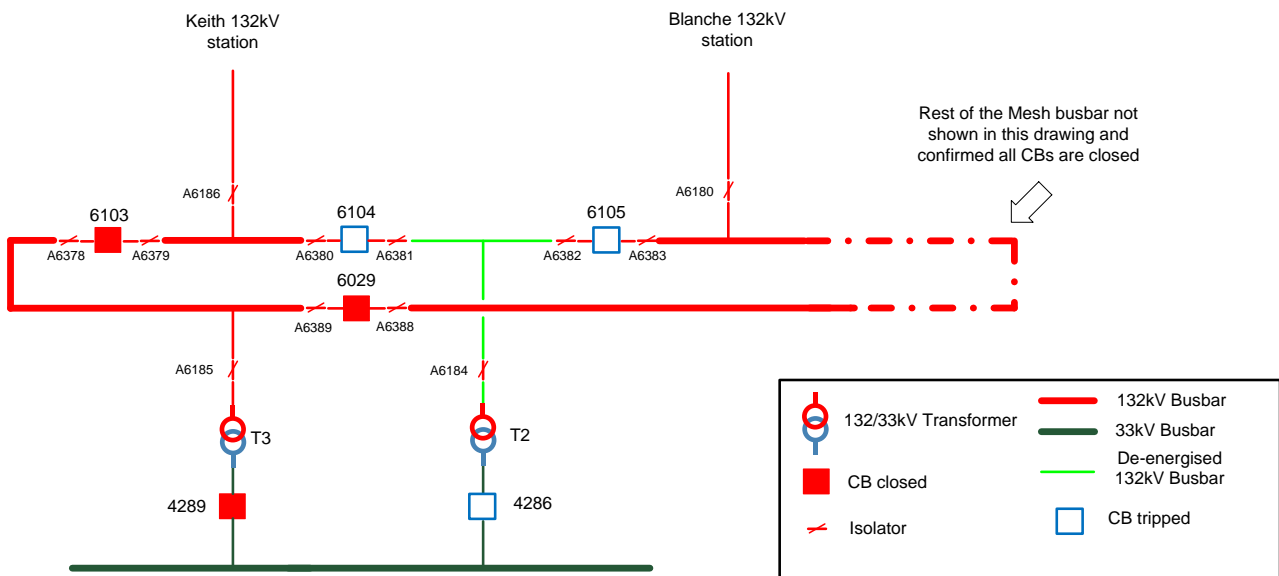 Keith 132kV
station
Blanche 132kV
station
Rest of the Mesh busbar not
shown in this drawing and
confirmed all CBs are closed
A6186
A6180
6103
6104
6105
A6378
A6379
A6380
A6381
A6382
A6383
6029
A6389
A6388
A6185
A6184
T3
T2
4289
4286
132/33kV Transformer
132kV Busbar
33kV Busbar
CB closed
De-energised
132kV Busbar
Isolator
CB tripped